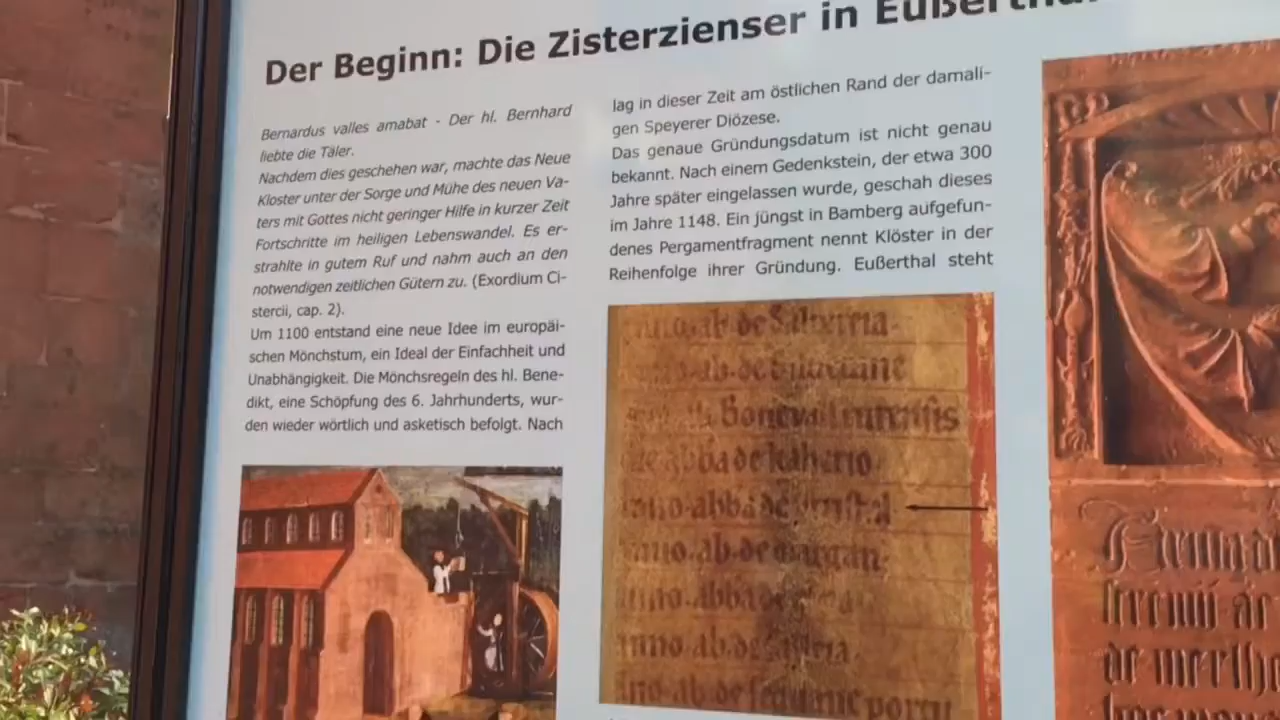 Der Beginn: Die Zisterzienser in Eußerthal
Bernardus valles amabat - Der hl. Bernhard
liebte die Täler.
Nachdem dies geschehen war, machte das Neue
Kloster unter der Sorge und Mühe des neuen Va-
ters mit Gottes nicht geringer Hilfe in kurzer Zeit
Fortschritte im heiligen Lebenswandel. Es er-
strahlte in gutem Ruf und nahm auch an den
notwendigen zeitlichen Gütern zu. (Exordium Ci-
stercii, cap. 2).
Um 1100 entstand eine neue Idee im europäi-
schen Mönchstum, ein Ideal der Einfachheit und
Unabhängigkeit. Die Mönchsregeln des hl. Bene-
dikt, eine Schöpfung des 6. Jahrhunderts, wur-
den wieder wörtlich und asketisch befolgt. Nach
lag in dieser Zeit am östlichen Rand der damali-
gen Speyerer Diözese.
Das genaue Gründungsdatum ist nicht genau
bekannt. Nach einem Gedenkstein, der etwa 300
Jahre später eingelassen wurde, geschah dieses
im Jahre 1148. Ein jüngst in Bamberg aufgefun-
denes Pergamentfragment nennt Klöster in der
Reihenfolge ihrer Gründung. Eußerthal steht